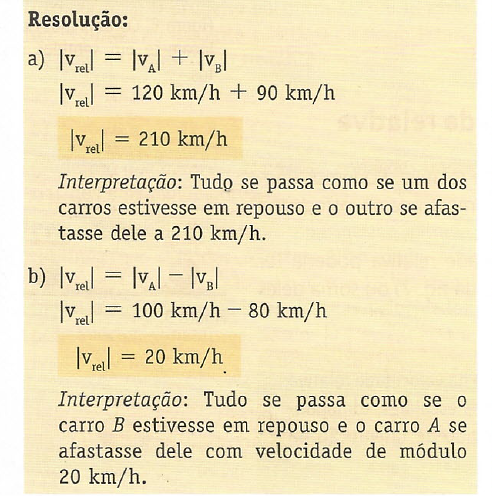 Resolução:
a) |v_rel| = |v_A| + |v_B|
|v_rel| = 120 km/h + 90 km/h
|v_rel| = 210 km/h
Interpretação: Tudo se passa como se um dos
carros estivesse em repouso e o outro se afas-
tasse dele a 210 km/h.
b) |v_rel| = |v_A| − |v_B|
|v_rel| = 100 km/h − 80 km/h
|v_rel| = 20 km/h
Interpretação: Tudo se passa como se o
carro B estivesse em repouso e o carro A se
afastasse dele com velocidade de módulo
20 km/h.